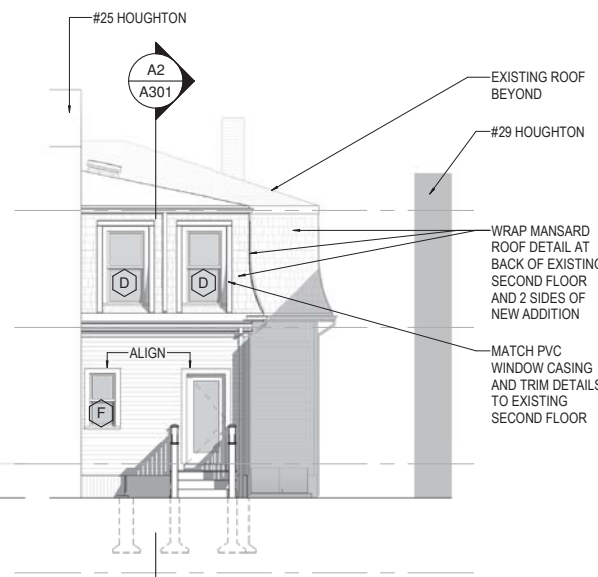 #25 HOUGHTON
A2
A301
EXISTING ROOF
BEYOND
#29 HOUGHTON
WRAP MANSARD
ROOF DETAIL AT
BACK OF EXISTING
SECOND FLOOR
AND 2 SIDES OF
NEW ADDITION
D
D
MATCH PVC
WINDOW CASING
AND TRIM DETAILS
TO EXISTING
SECOND FLOOR
ALIGN
F